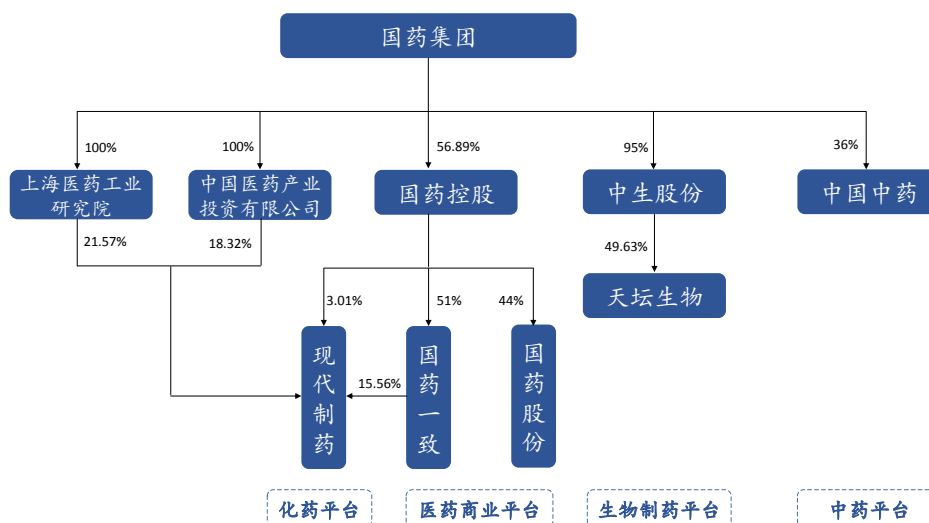 国药集团
100%
100%
56.89%
95%
36%
上海医药工业
研究院
中国医药产业
投资有限公司
国药控股
中生股份
中国中药
21.57%
18.32%
49.63%
天坛生物
3.01%
51%
44%
现代制药
国药一致
国药股份
15.56%
化药平台
医药商业平台
生物制药平台
中药平台